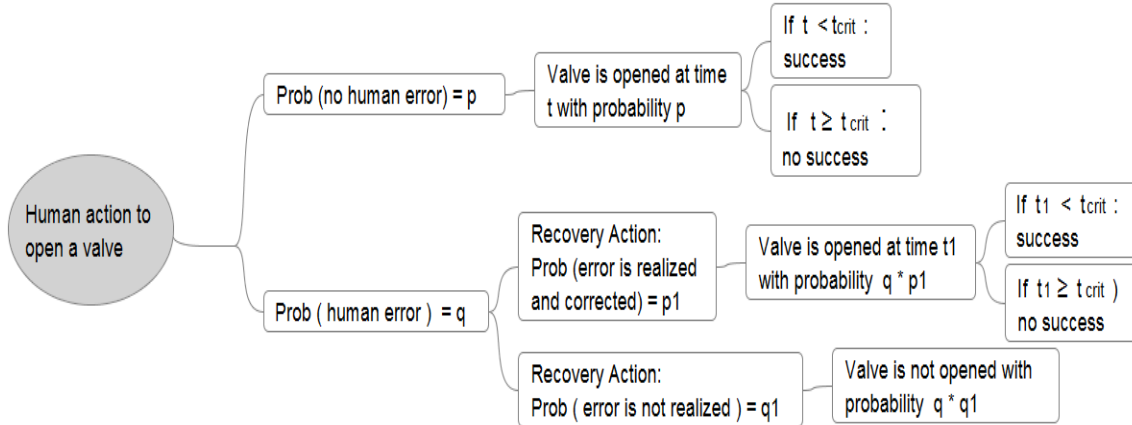 Human action to
open a valve
Prob (no human error) = p
Valve is opened at time
t with probability p
If t < tcrit :
success
If t ≥ t crit :
no success
Prob ( human error ) = q
Recovery Action:
Prob (error is realized
and corrected) = p1
Valve is opened at time t1
with probability q * p1
If t1 < tcrit :
success
If t1 ≥ t crit )
no success
Recovery Action:
Prob ( error is not realized ) = q1
Valve is not opened with
probability q * q1